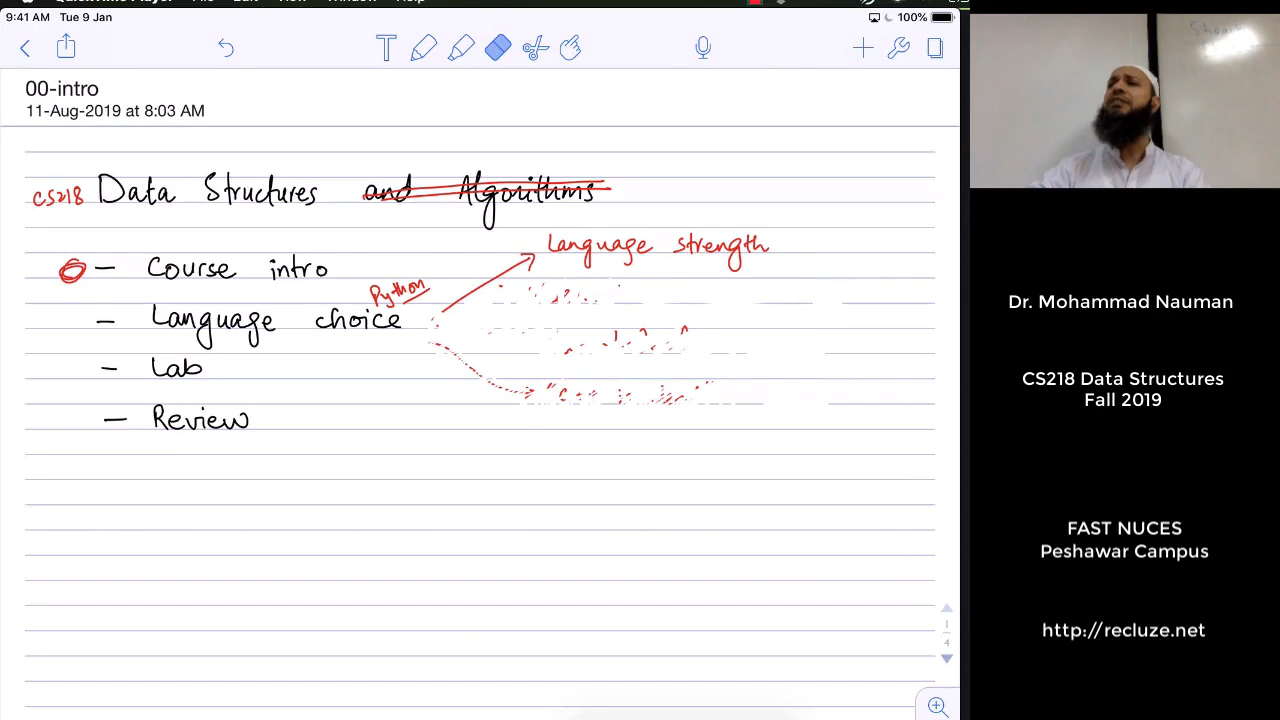 9:41 AM Tue 9 Jan 100%
00-intro
11-Aug-2019 at 8:03 AM
CS218 Data Structures and Algorithms
Language strength
- Course intro
Python
- Language choice
- Lab
- Review
1
4
Dr. Mohammad Nauman
CS218 Data Structures
Fall 2019
FAST NUCES
Peshawar Campus
http://recluze.net